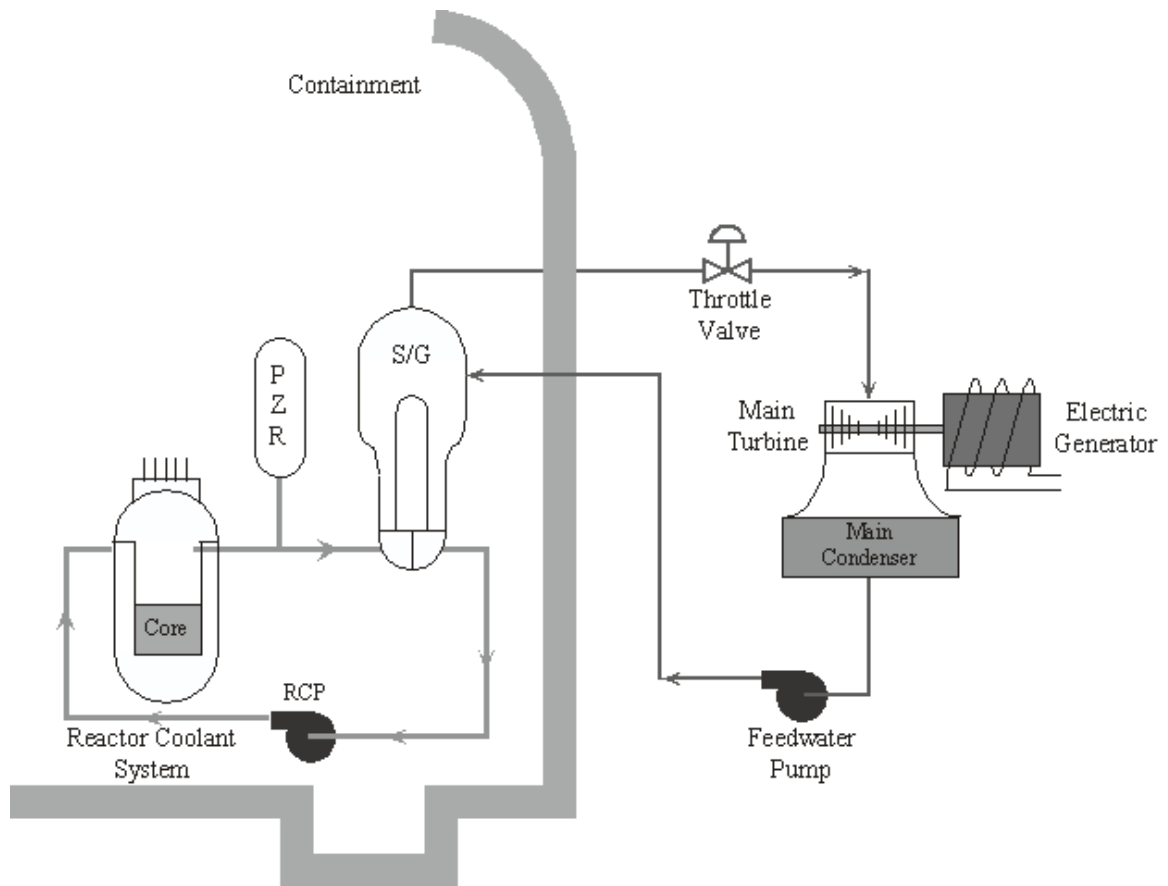 Containment
Throttle
Valve
S/G
P
Z
R
Main
Turbine
Electric
Generator
Main
Condenser
Core
RCP
Reactor Coolant
System
Feedwater
Pump